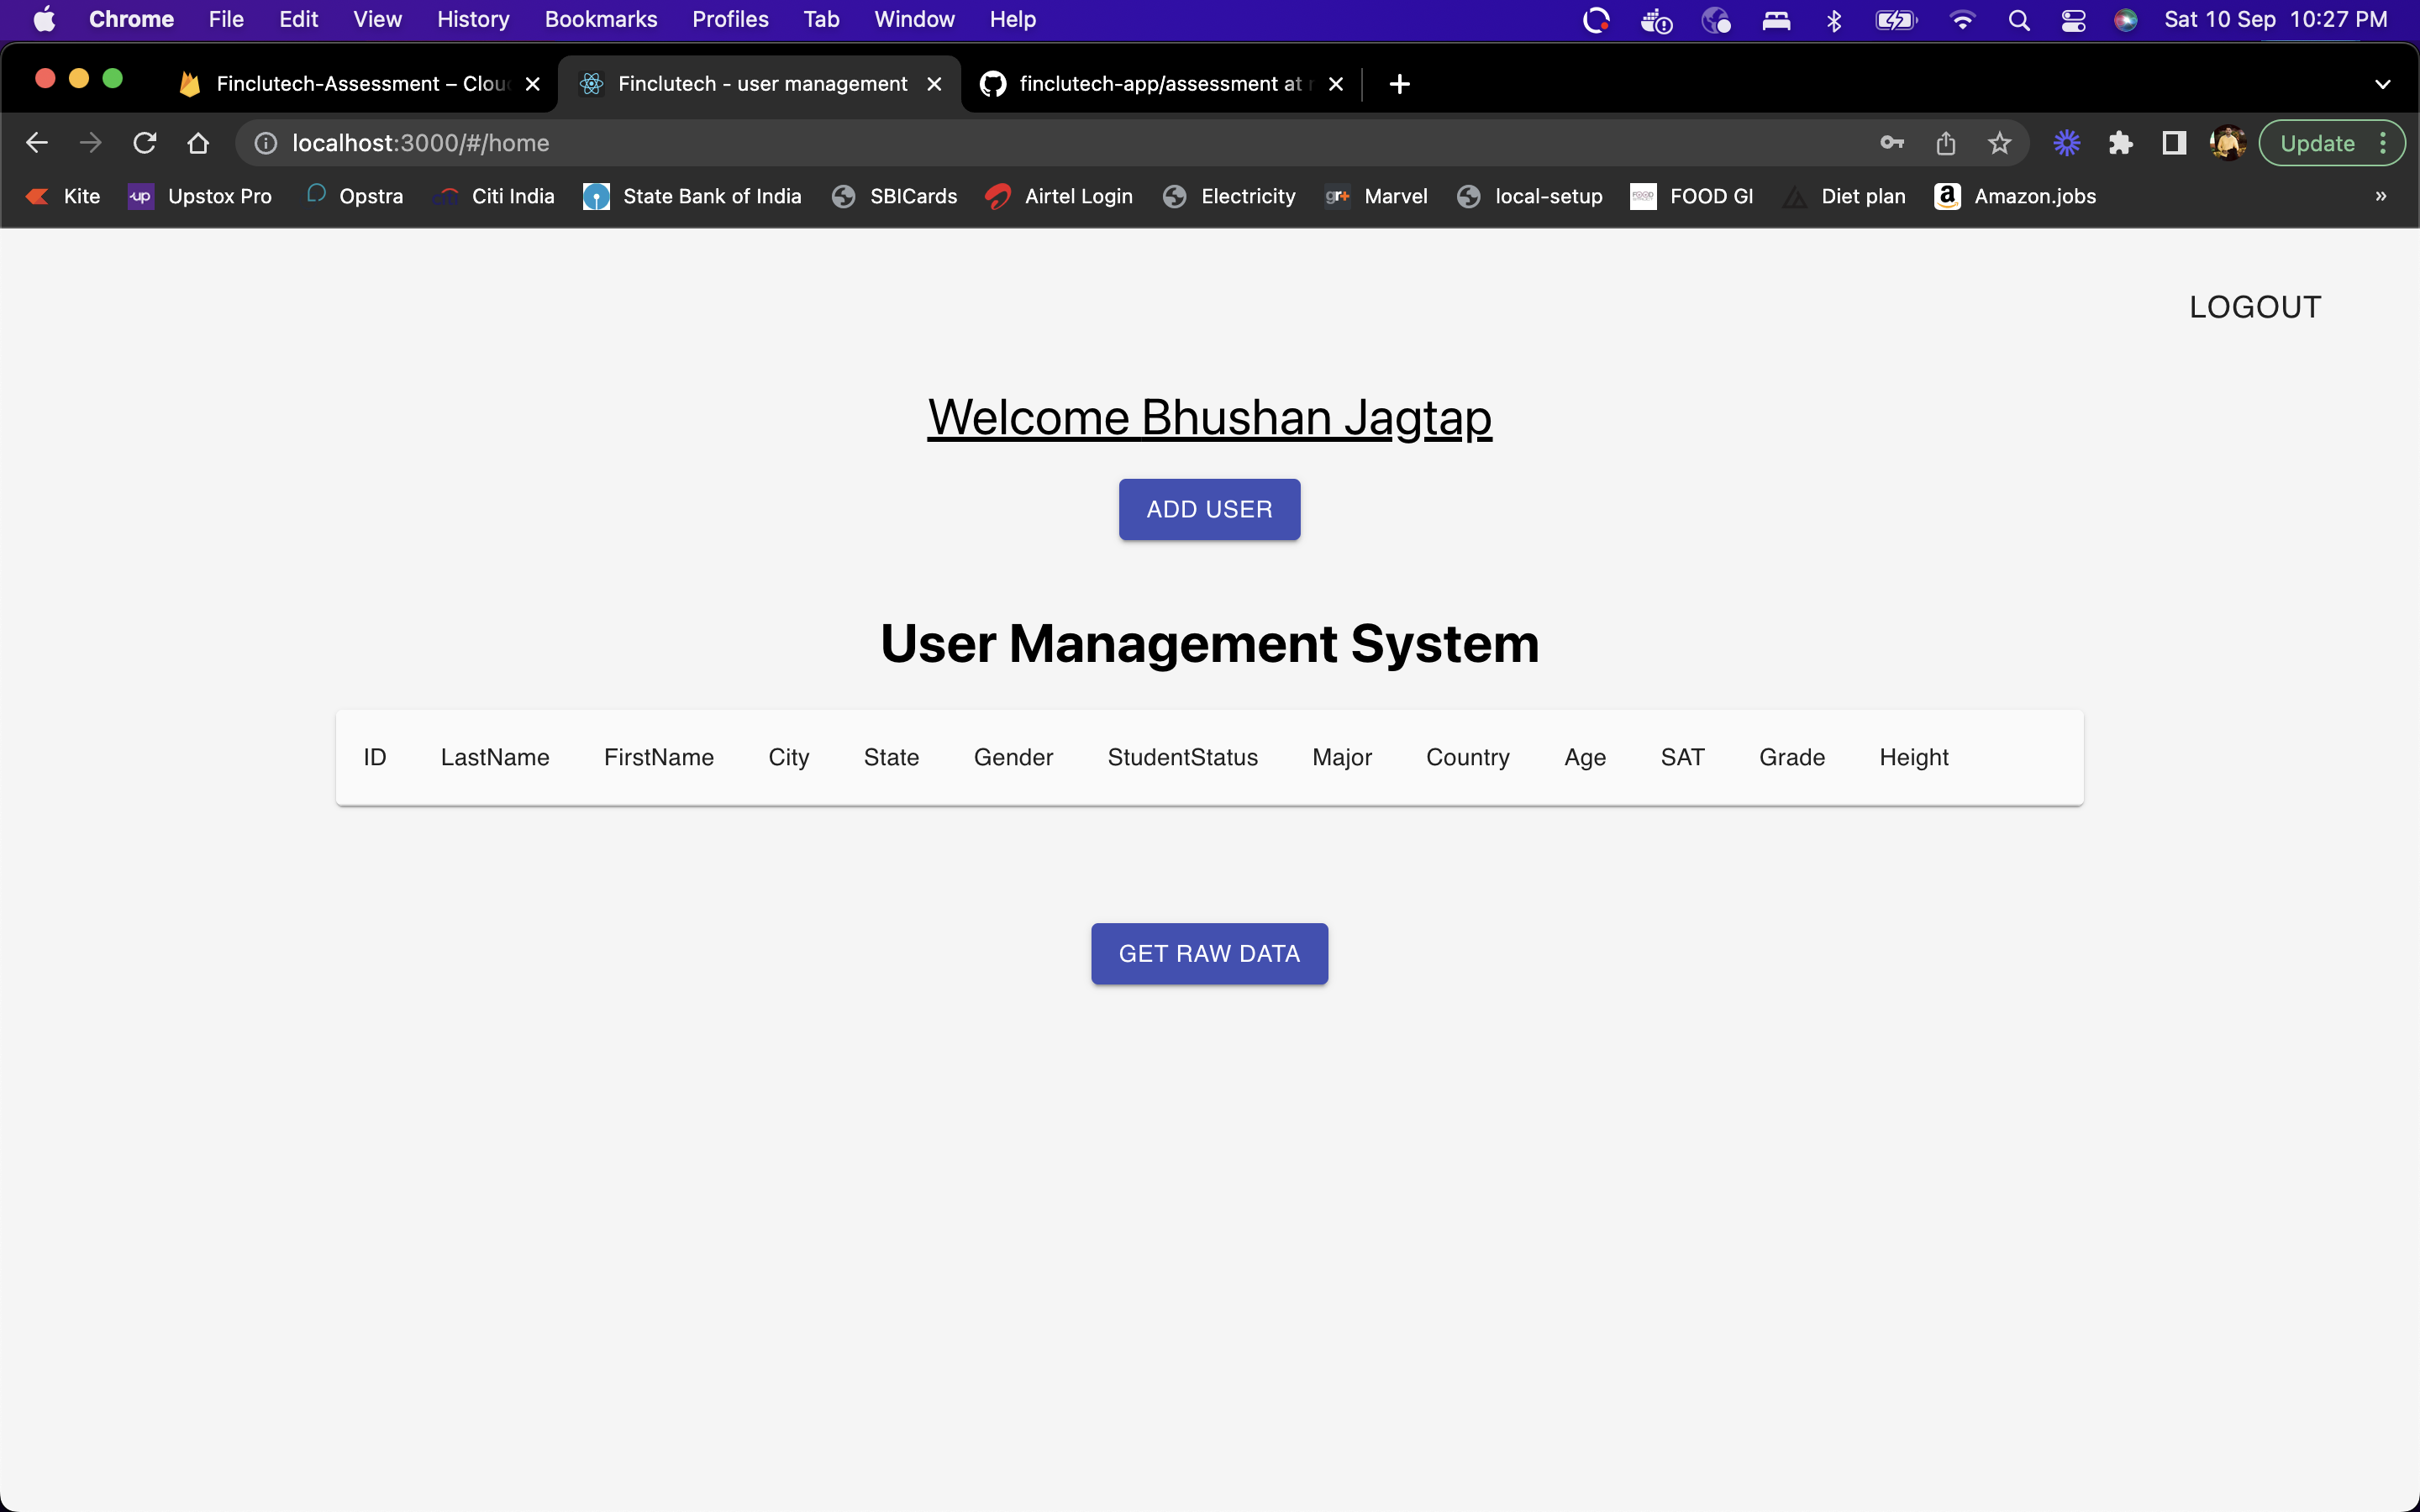 Chrome File Edit View History Bookmarks Profiles Tab Window Help Sat 10 Sep 10:27 PM
Finclutech-Assessment – Clou Finclutech - user management finclutech-app/assessment at
localhost:3000/#/home Update
Kite up Upstox Pro Opstra citi Citi India State Bank of India SBICards Airtel Login Electricity gr+ Marvel local-setup FOOD GI Diet plan a Amazon.jobs »
LOGOUT
Welcome Bhushan Jagtap
ADD USER
User Management System
ID LastName FirstName City State Gender StudentStatus Major Country Age SAT Grade Height
GET RAW DATA